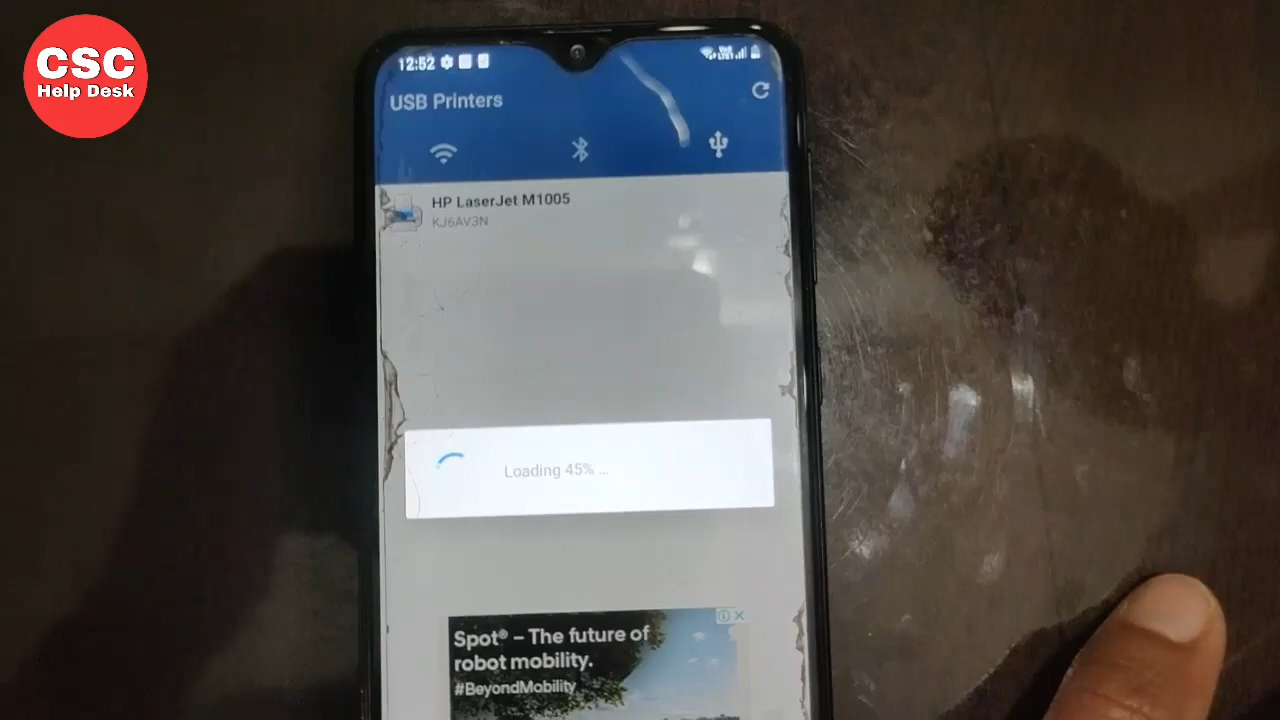 CSC
Help Desk
12:52
USB Printers
HP LaserJet M1005
KJ6AV3N
Loading 45% ...
Spot® – The future of
robot mobility.
#BeyondMobility